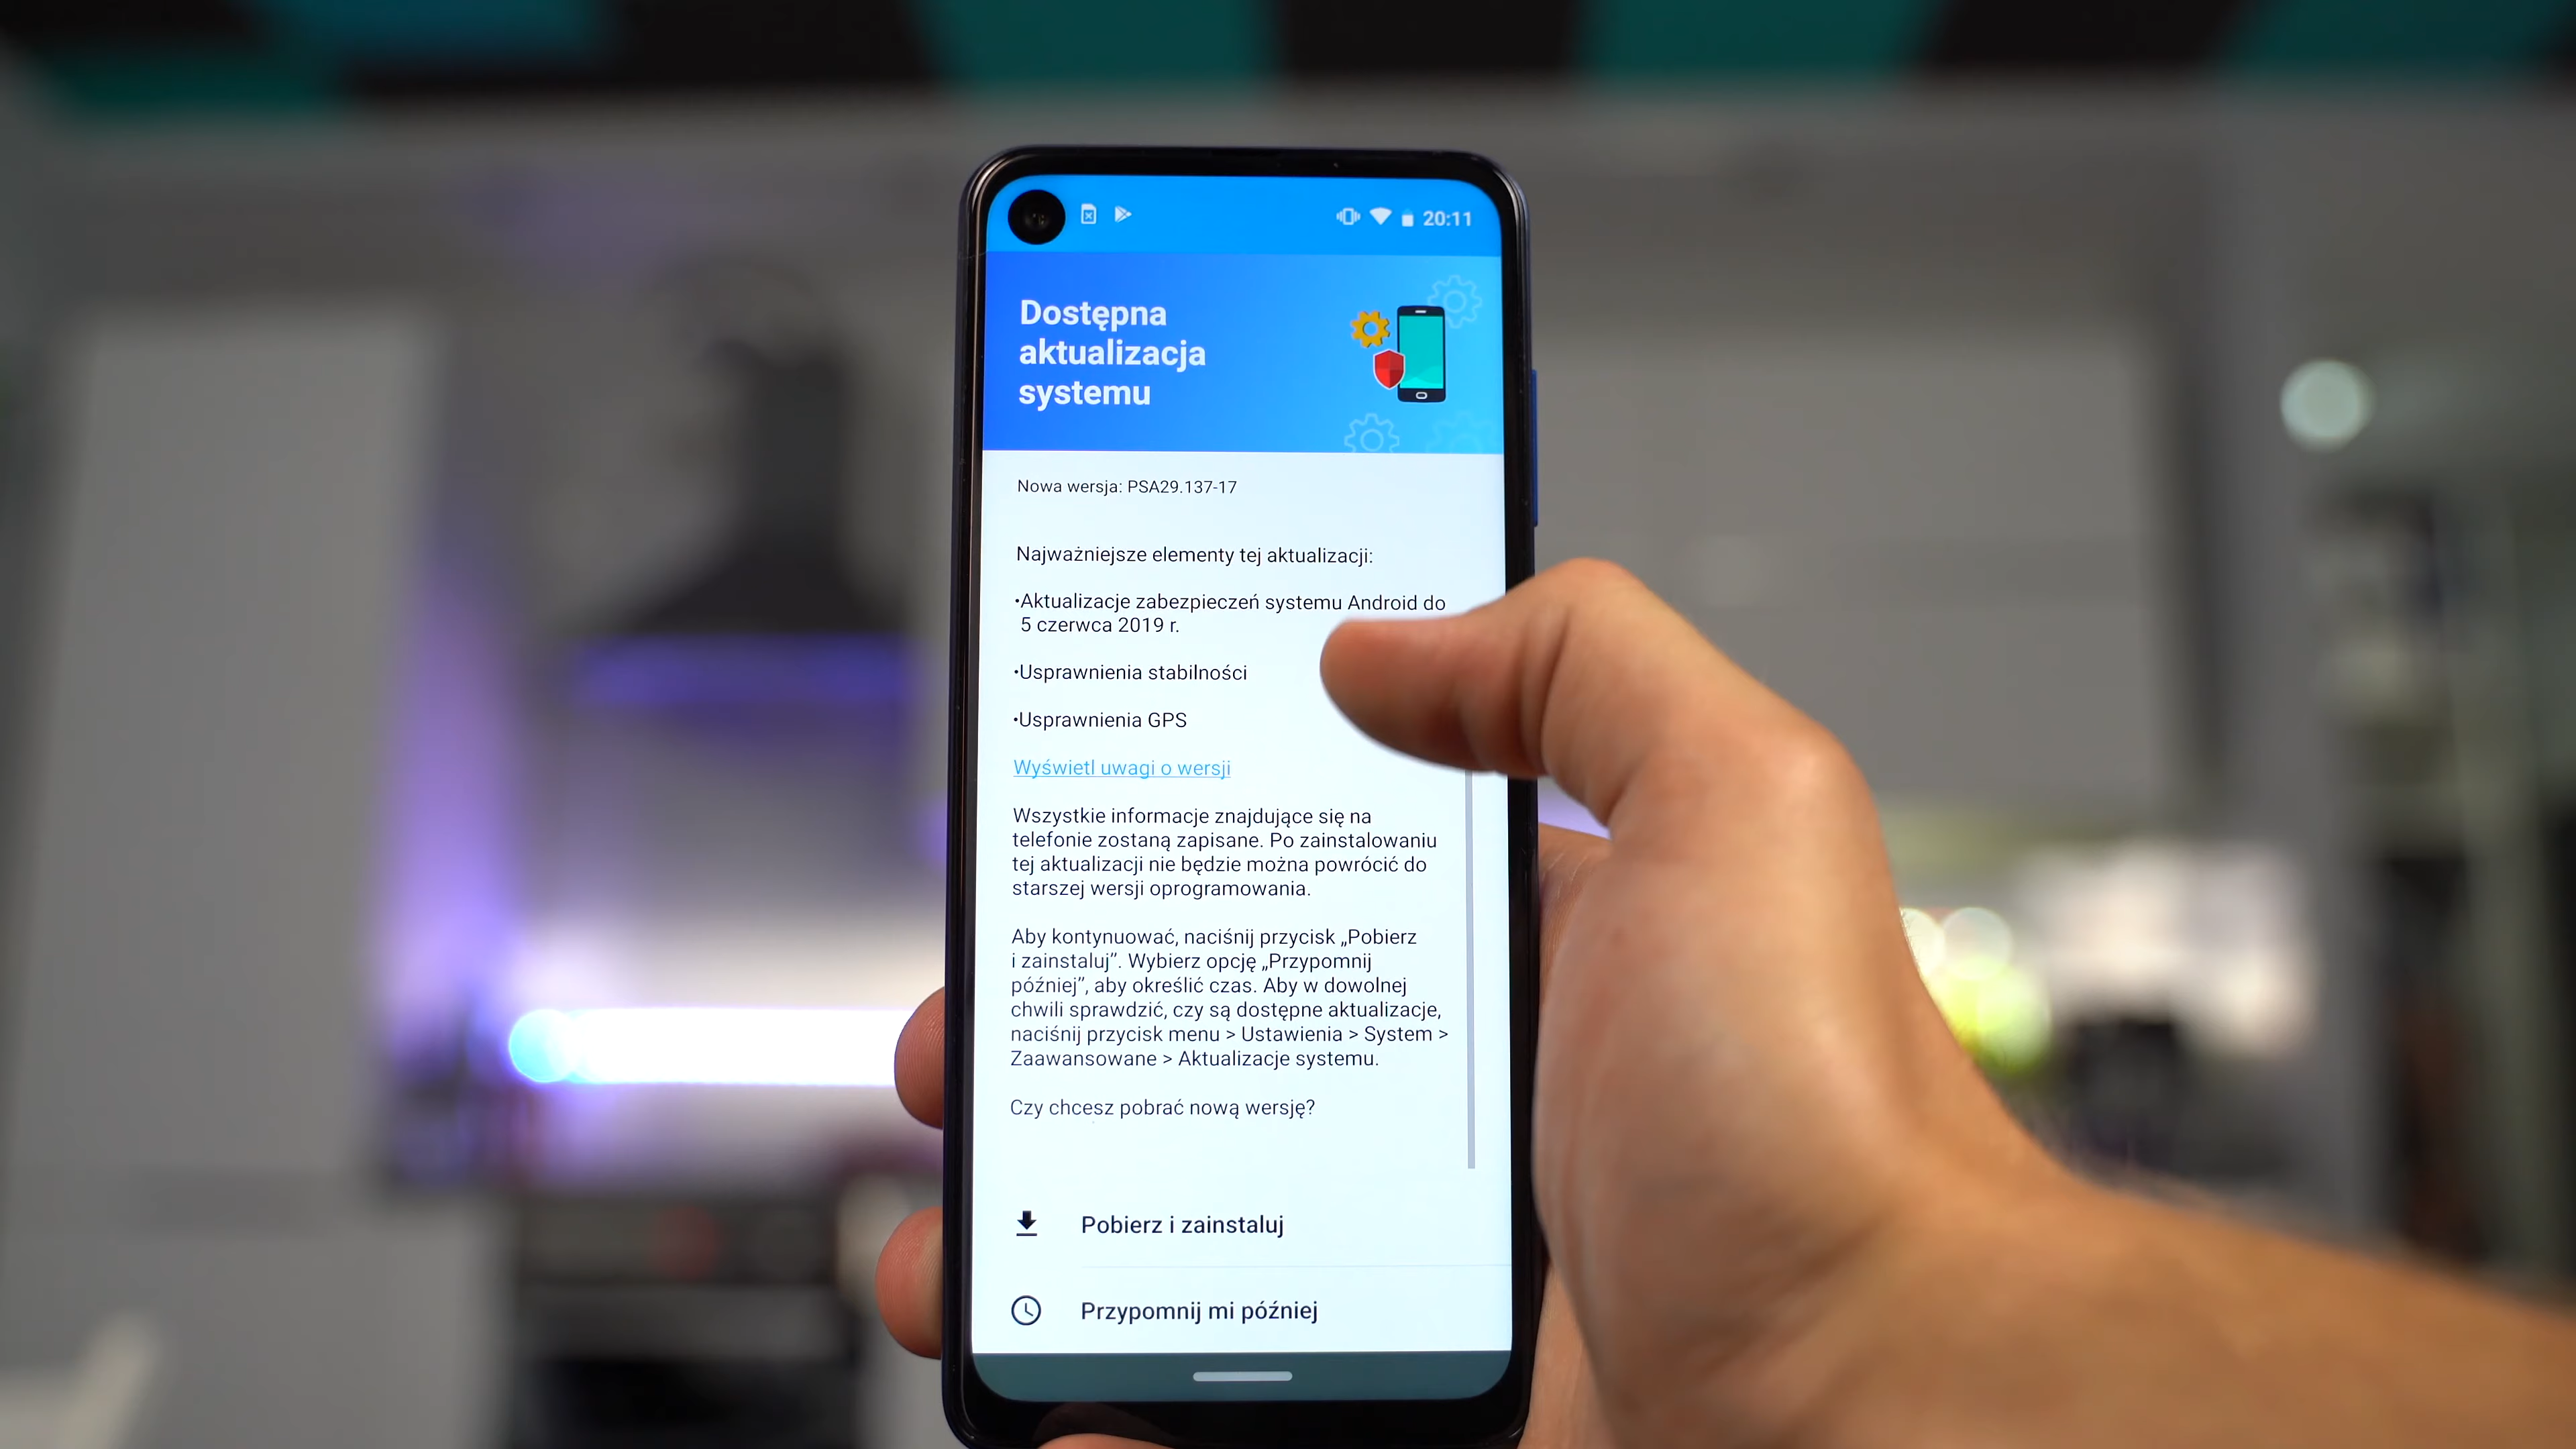 20:11
Dostępna
aktualizacja
systemu
Nowa wersja: PSA29.137-17
Najważniejsze elementy tej aktualizacji:
•Aktualizacje zabezpieczeń systemu Android do
5 czerwca 2019 r.
•Usprawnienia stabilności
•Usprawnienia GPS
Wyświetl uwagi o wersji
Wszystkie informacje znajdujące się na
telefonie zostaną zapisane. Po zainstalowaniu
tej aktualizacji nie będzie można powrócić do
starszej wersji oprogramowania.
Aby kontynuować, naciśnij przycisk „Pobierz
i zainstaluj”. Wybierz opcję „Przypomnij
później”, aby określić czas. Aby w dowolnej
chwili sprawdzić, czy są dostępne aktualizacje,
naciśnij przycisk menu > Ustawienia > System >
Zaawansowane > Aktualizacje systemu.
Czy chcesz pobrać nową wersję?
Pobierz i zainstaluj
Przypomnij mi później